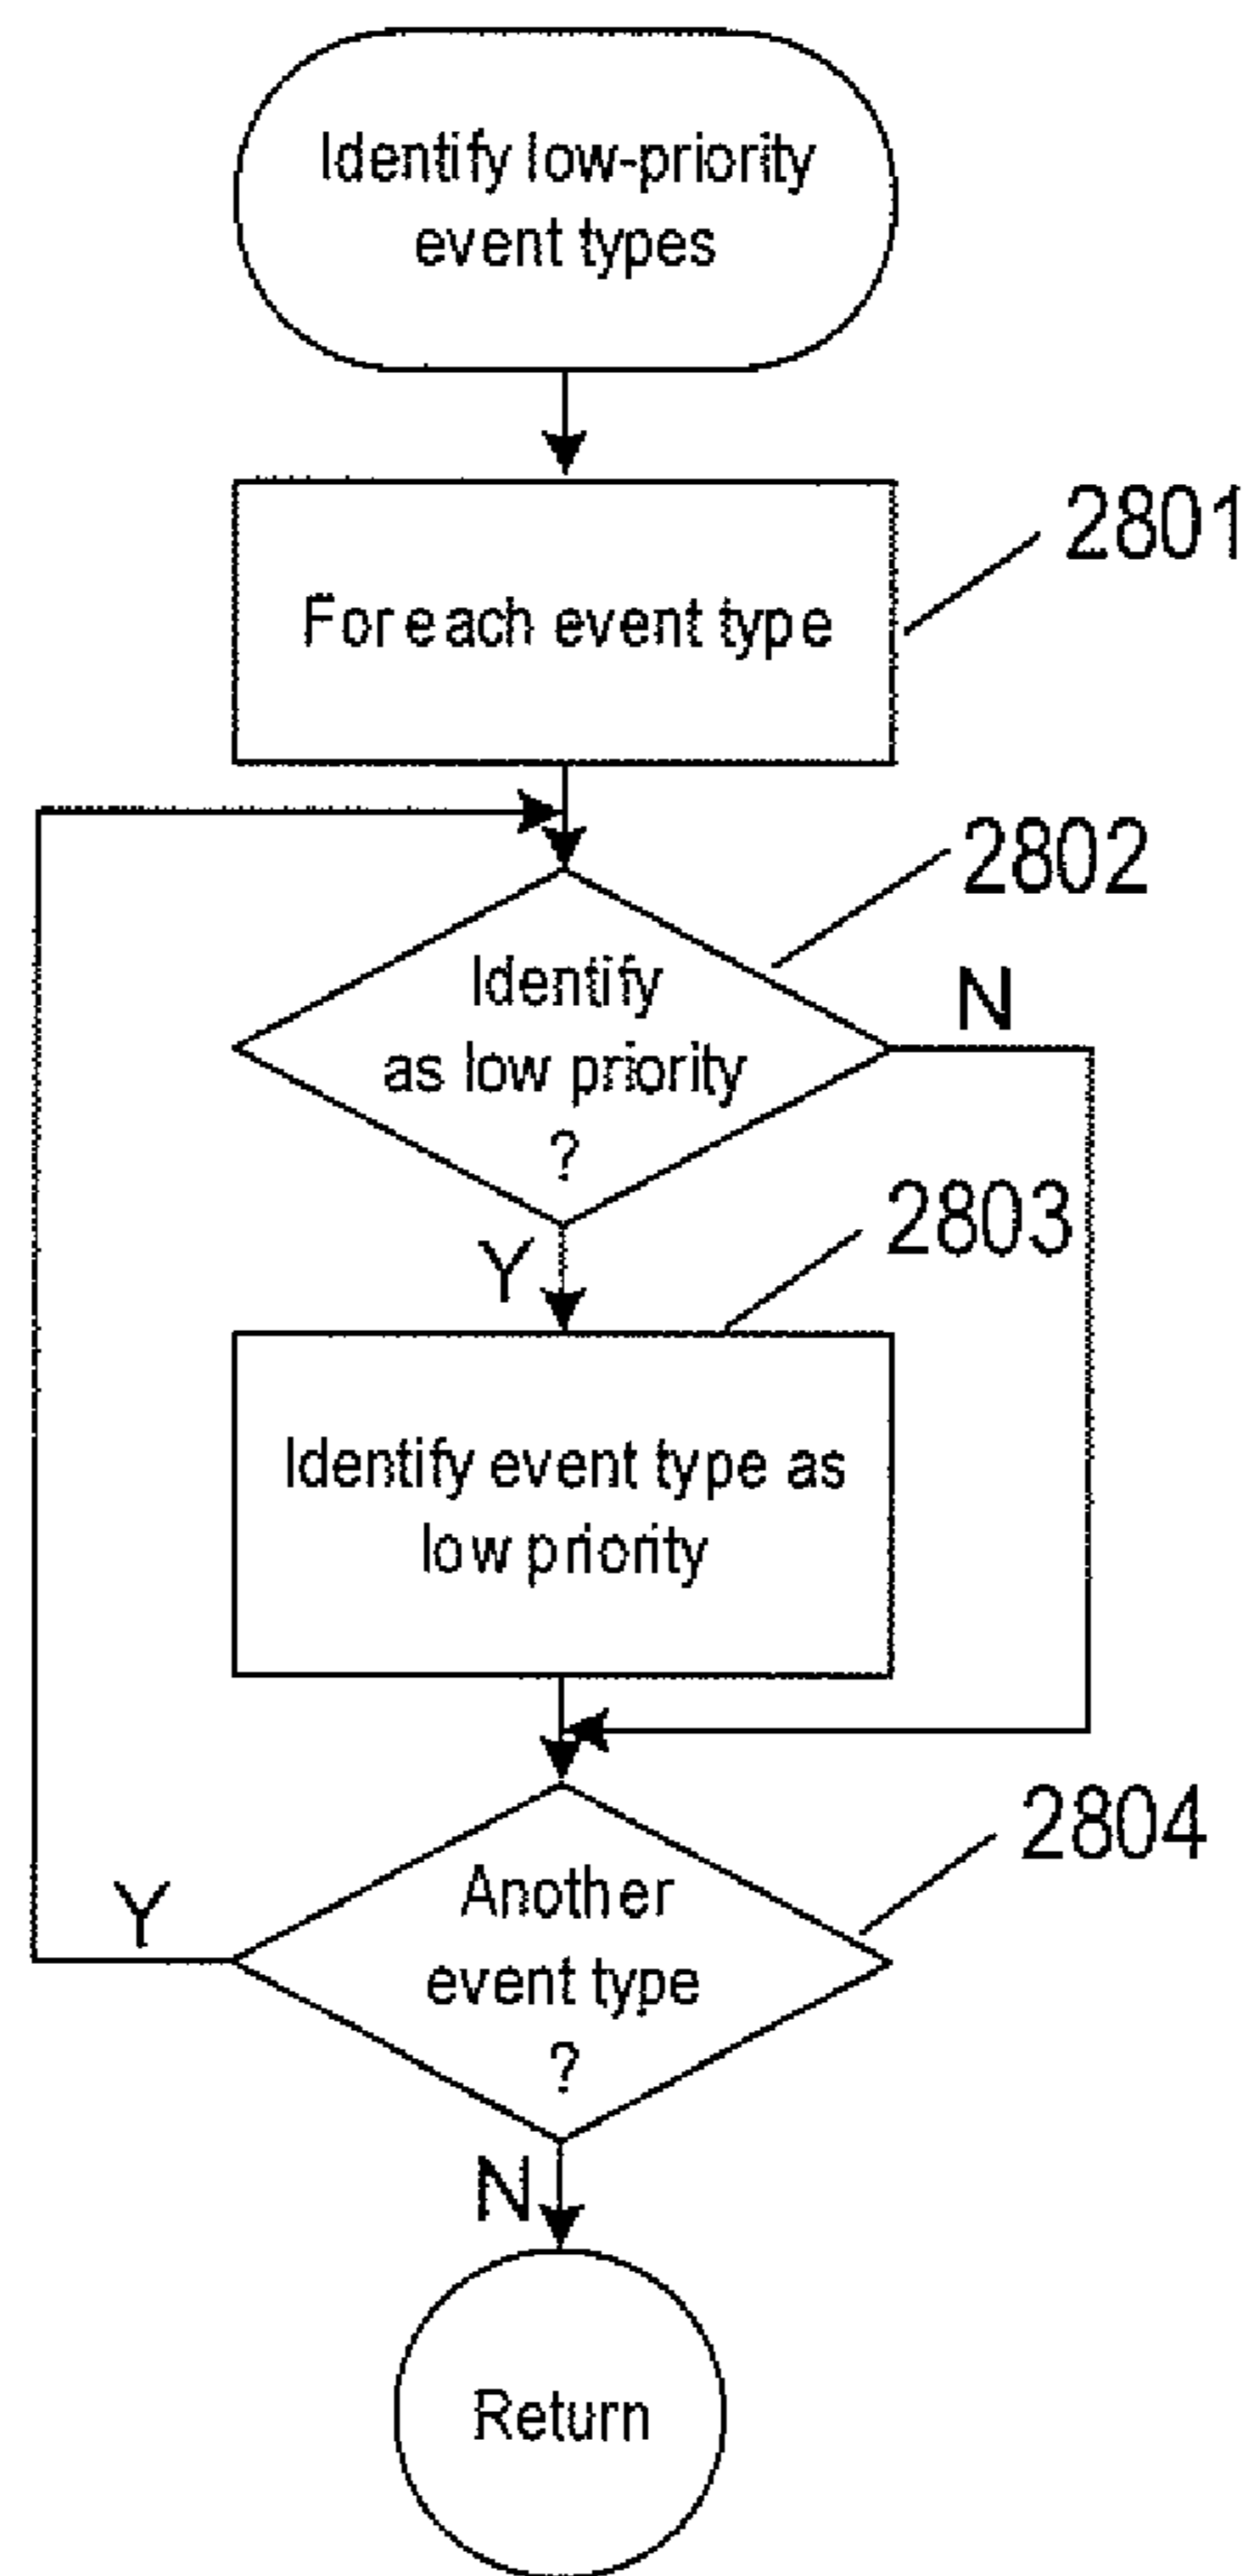 Identify low-priority
event types
For each event type
2801
2802
Identify
as low priority
?
N
Y
2803
Identify event type as
low priority
2804
Another
event type
?
Y
N
Return